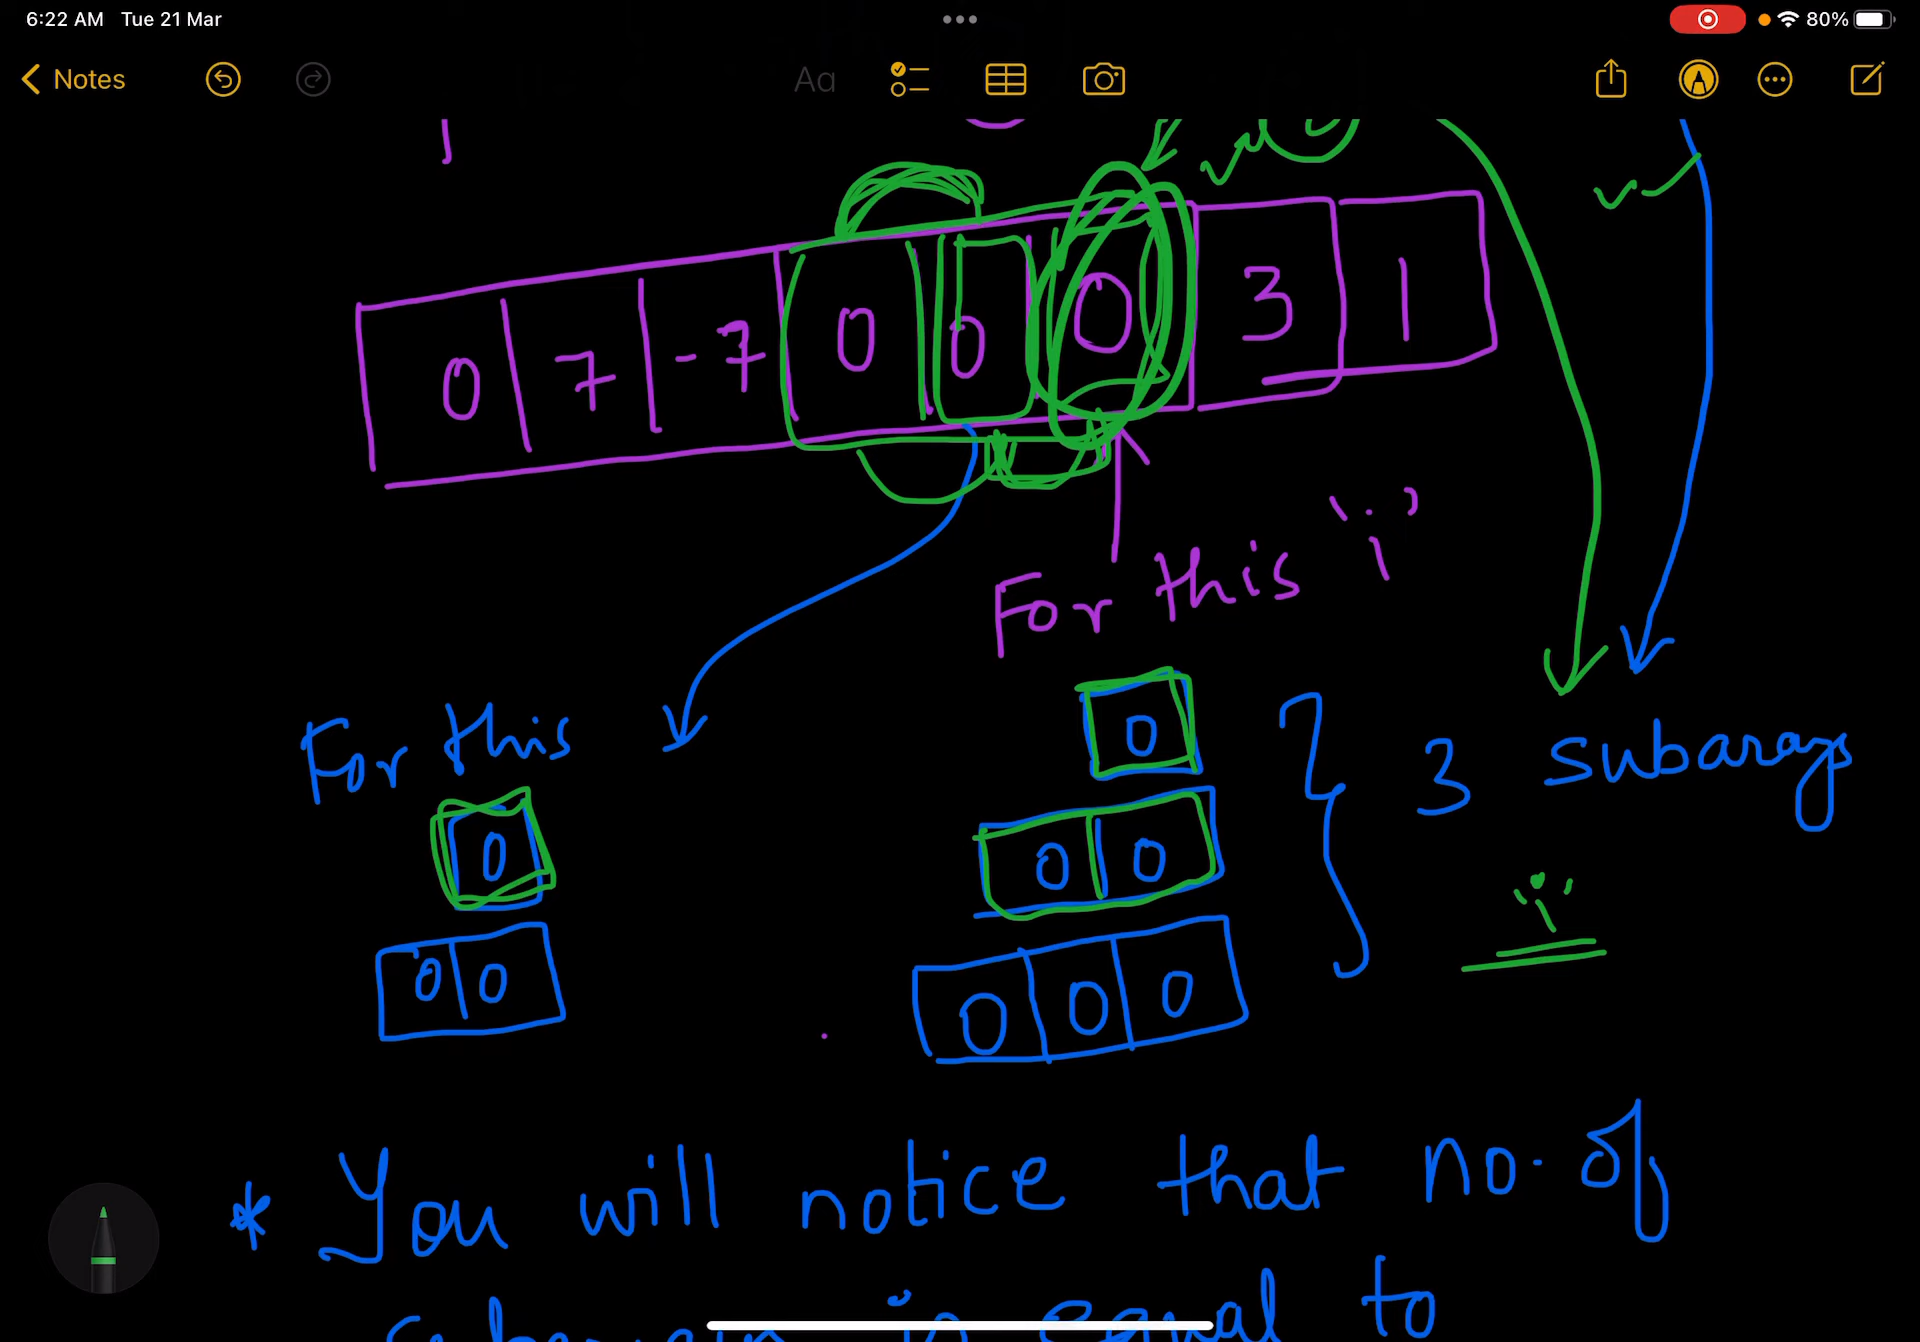 6:22 AM Tue 21 Mar
80%
Notes
Aa
0 7 -7 0 0 0 3 1
For this 'i'
For this
0
0
0 0
3 subarays
0 0
0 0 0
'i'
* You will notice that no. of
equal to